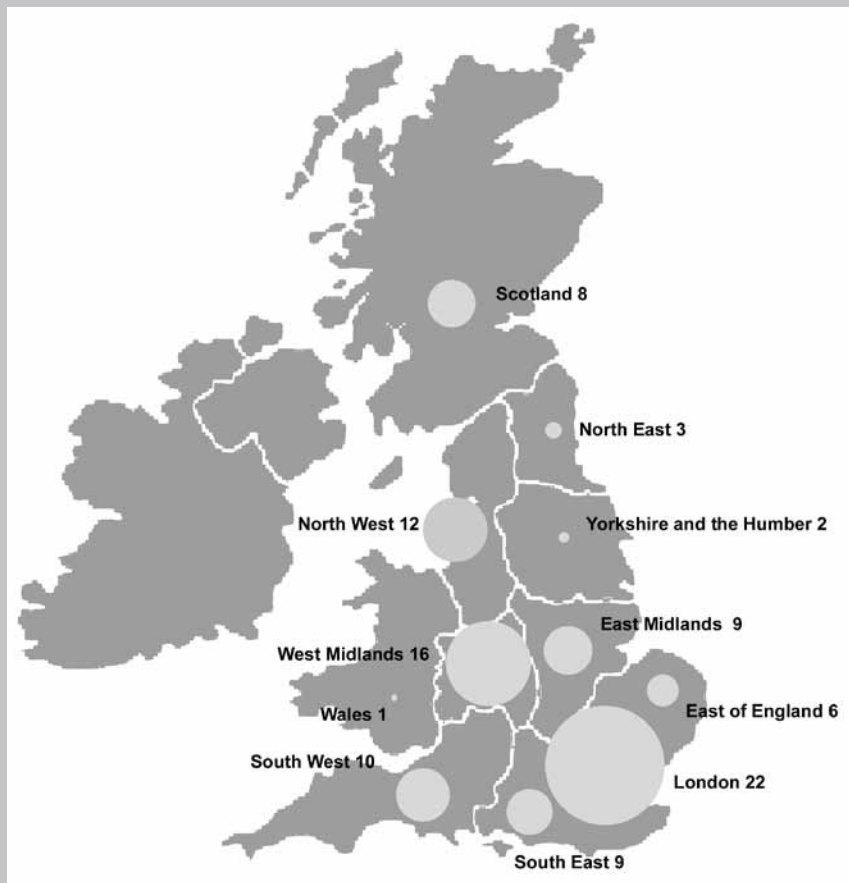 Scotland 8
North East 3
North West 12
Yorkshire and the Humber 2
East Midlands 9
West Midlands 16
Wales 1
East of England 6
South West 10
London 22
South East 9